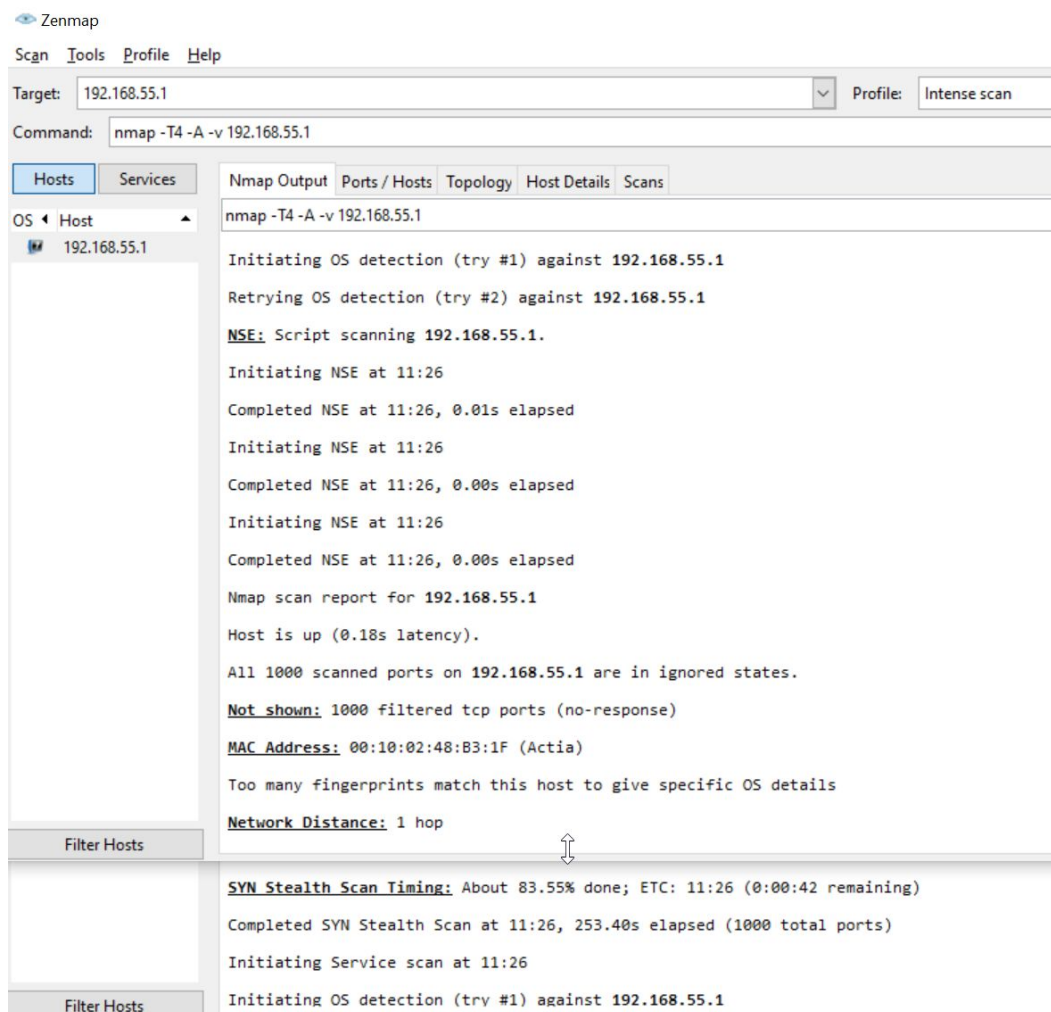 Zenmap
Scan Tools Profile Help
Target: 192.168.55.1 Profile: Intense scan
Command: nmap -T4 -A -v 192.168.55.1
Hosts Services
OS Host
192.168.55.1
Filter Hosts
Nmap Output Ports / Hosts Topology Host Details Scans
nmap -T4 -A -v 192.168.55.1
Initiating OS detection (try #1) against 192.168.55.1
Retrying OS detection (try #2) against 192.168.55.1
NSE: Script scanning 192.168.55.1.
Initiating NSE at 11:26
Completed NSE at 11:26, 0.01s elapsed
Initiating NSE at 11:26
Completed NSE at 11:26, 0.00s elapsed
Initiating NSE at 11:26
Completed NSE at 11:26, 0.00s elapsed
Nmap scan report for 192.168.55.1
Host is up (0.18s latency).
All 1000 scanned ports on 192.168.55.1 are in ignored states.
Not shown: 1000 filtered tcp ports (no-response)
MAC Address: 00:10:02:48:B3:1F (Actia)
Too many fingerprints match this host to give specific OS details
Network Distance: 1 hop
SYN Stealth Scan Timing: About 83.55% done; ETC: 11:26 (0:00:42 remaining)
Completed SYN Stealth Scan at 11:26, 253.40s elapsed (1000 total ports)
Initiating Service scan at 11:26
Initiating OS detection (try #1) against 192.168.55.1
Filter Hosts